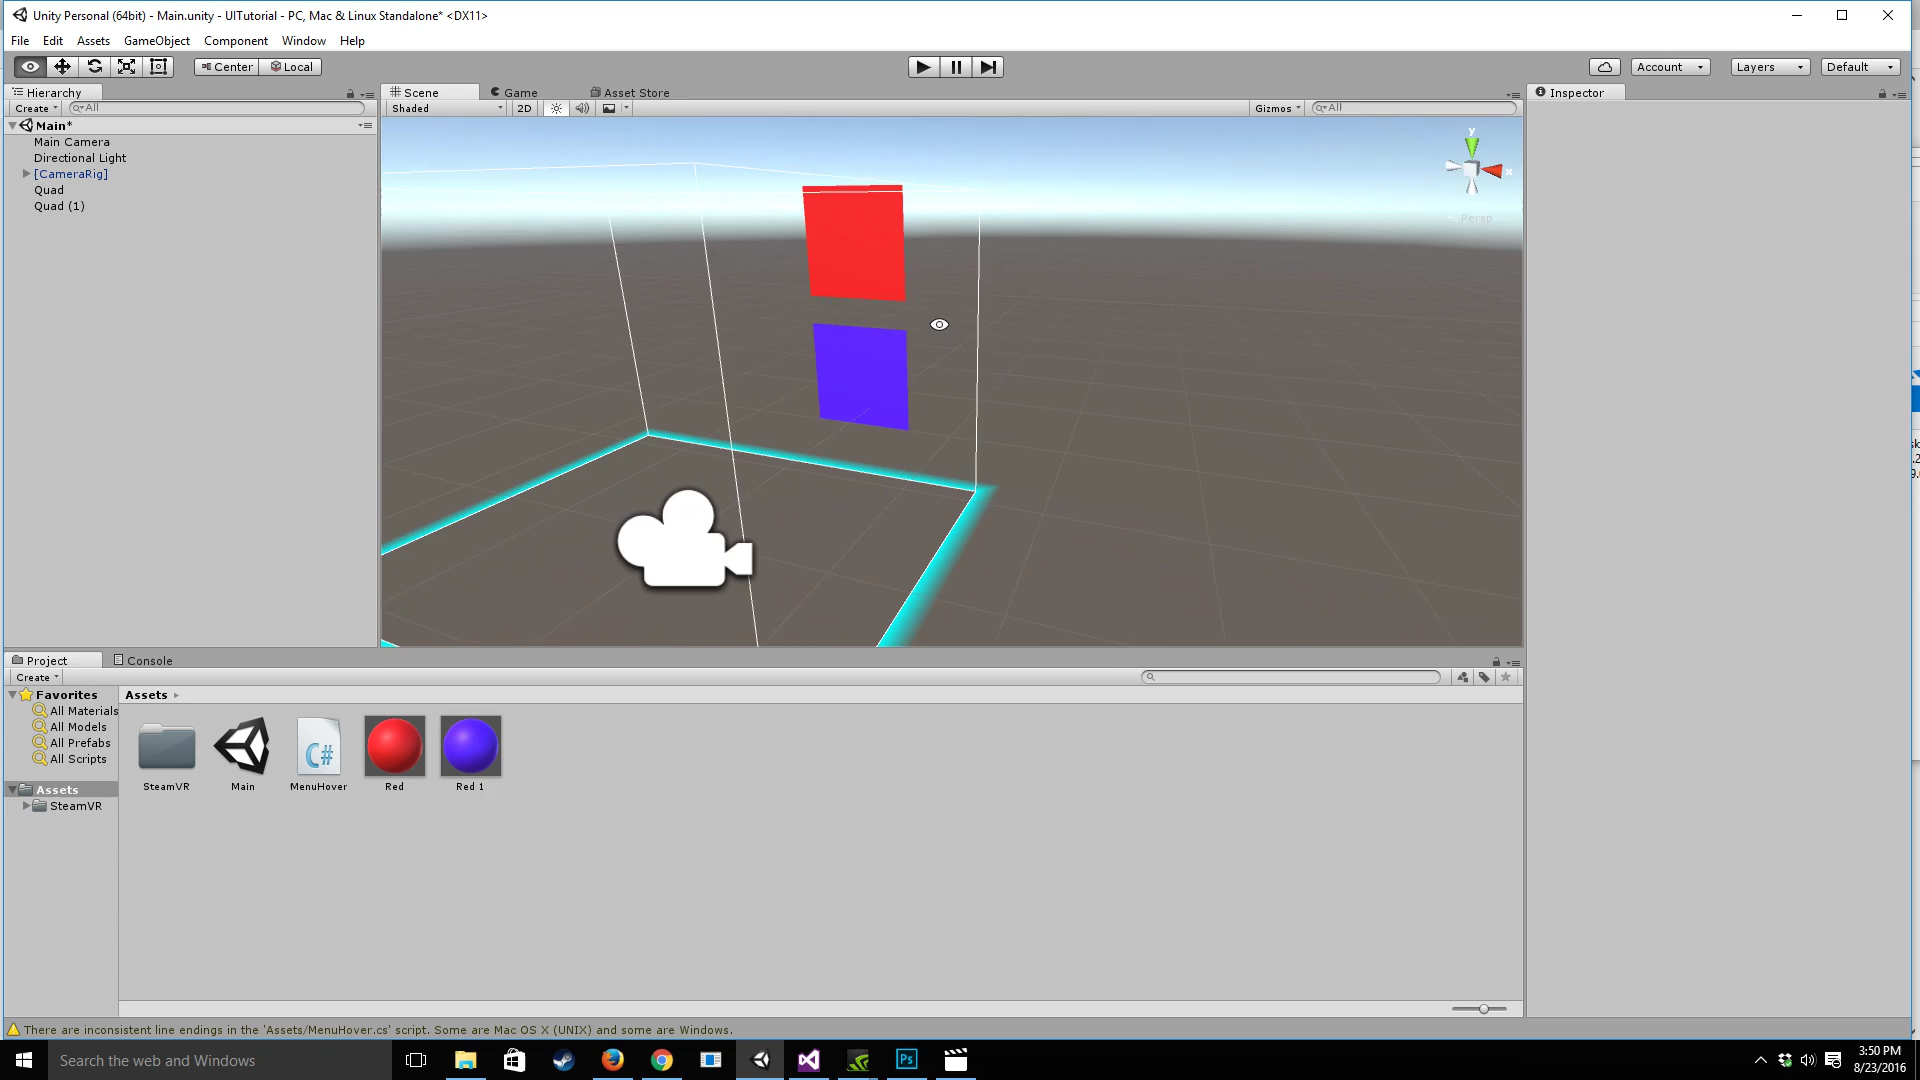 Unity Personal (64bit) - Main.unity - UITutorial - PC, Mac & Linux Standalone* <DX11>
File Edit Assets GameObject Component Window Help
Center Local Account Layers Default
Hierarchy Scene Game Asset Store Inspector
Create All Shaded 2D Gizmos All
Main*
Main Camera
Directional Light
[CameraRig]
Quad
Quad (1)
y
x
Persp
Project Console
Create
Favorites Assets
All Materials
All Models
All Prefabs
All Scripts
C#
SteamVR Main MenuHover Red Red 1
Assets
SteamVR
There are inconsistent line endings in the 'Assets/MenuHover.cs' script. Some are Mac OS X (UNIX) and some are Windows.
Search the web and Windows
Ps
3:50 PM
8/23/2016